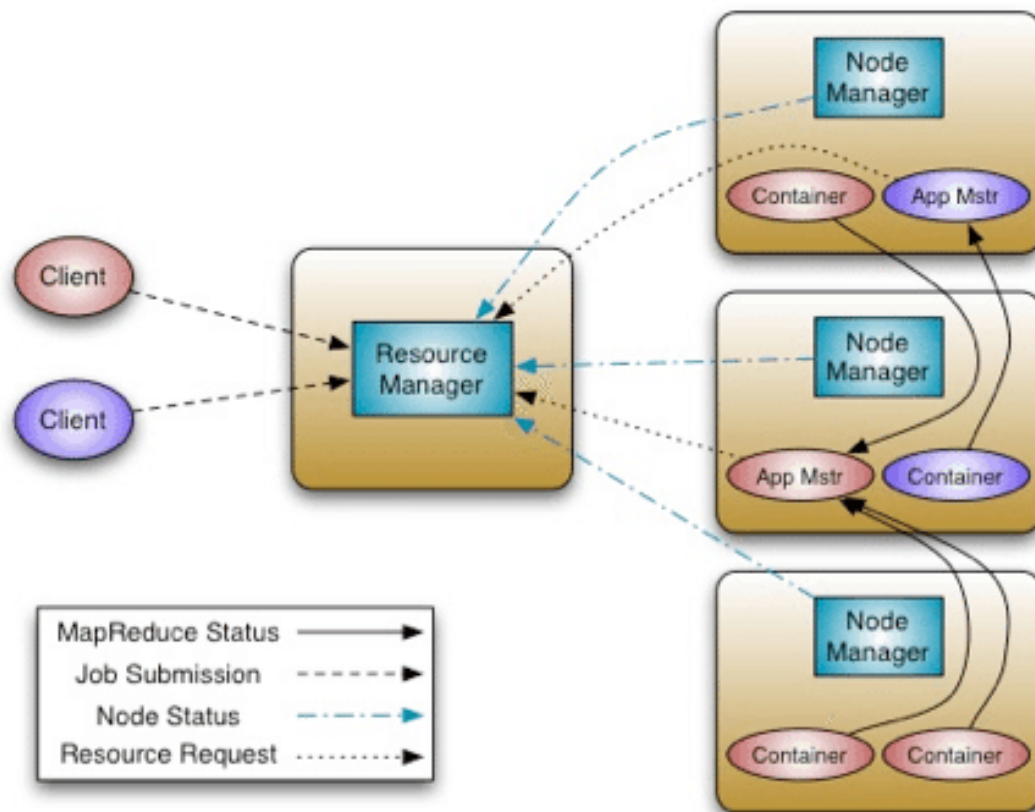 Node
Manager
Container
App Mstr
Client
Client
Resource
Manager
Node
Manager
App Mstr
Container
Node
Manager
Container
Container
MapReduce Status
Job Submission
Node Status
Resource Request